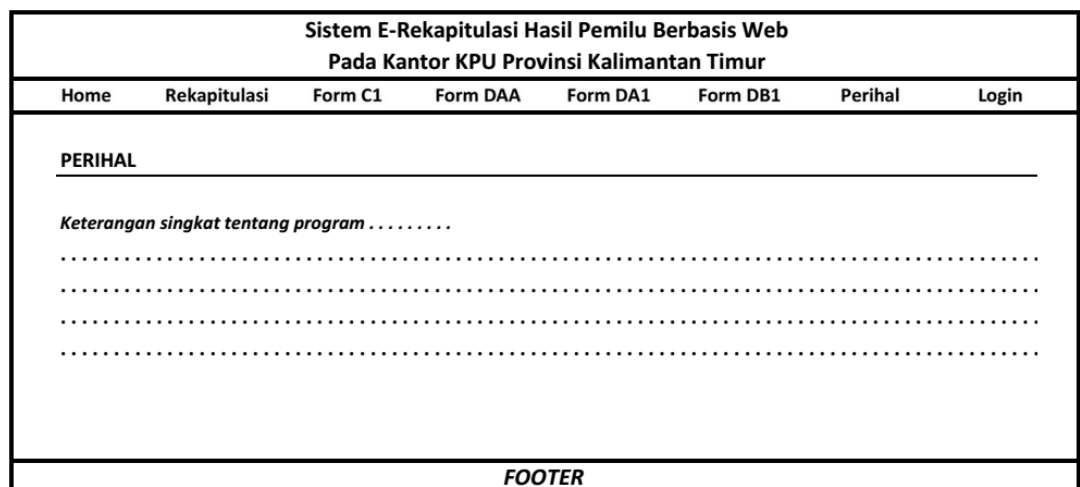 Sistem E-Rekapitulasi Hasil Pemilu Berbasis Web
Pada Kantor KPU Provinsi Kalimantan Timur
Home Rekapitulasi Form C1 Form DAA Form DA1 Form DB1 Perihal Login
PERIHAL
Keterangan singkat tentang program . . . . . . . . .
. . . . . . . . . . . . . . . . . . . . . . . . . . . . . . . . . . . . . . . . . . . . . . . . . . . . . . . . . . . . . . . . . . . . . . . . . . . . . . . . . . . . . . . . . . . . .
. . . . . . . . . . . . . . . . . . . . . . . . . . . . . . . . . . . . . . . . . . . . . . . . . . . . . . . . . . . . . . . . . . . . . . . . . . . . . . . . . . . . . . . . . . . . .
. . . . . . . . . . . . . . . . . . . . . . . . . . . . . . . . . . . . . . . . . . . . . . . . . . . . . . . . . . . . . . . . . . . . . . . . . . . . . . . . . . . . . . . . . . . . .
. . . . . . . . . . . . . . . . . . . . . . . . . . . . . . . . . . . . . . . . . . . . . . . . . . . . . . . . . . . . . . . . . . . . . . . . . . . . . . . . . . . . . . . . . . . . .
FOOTER